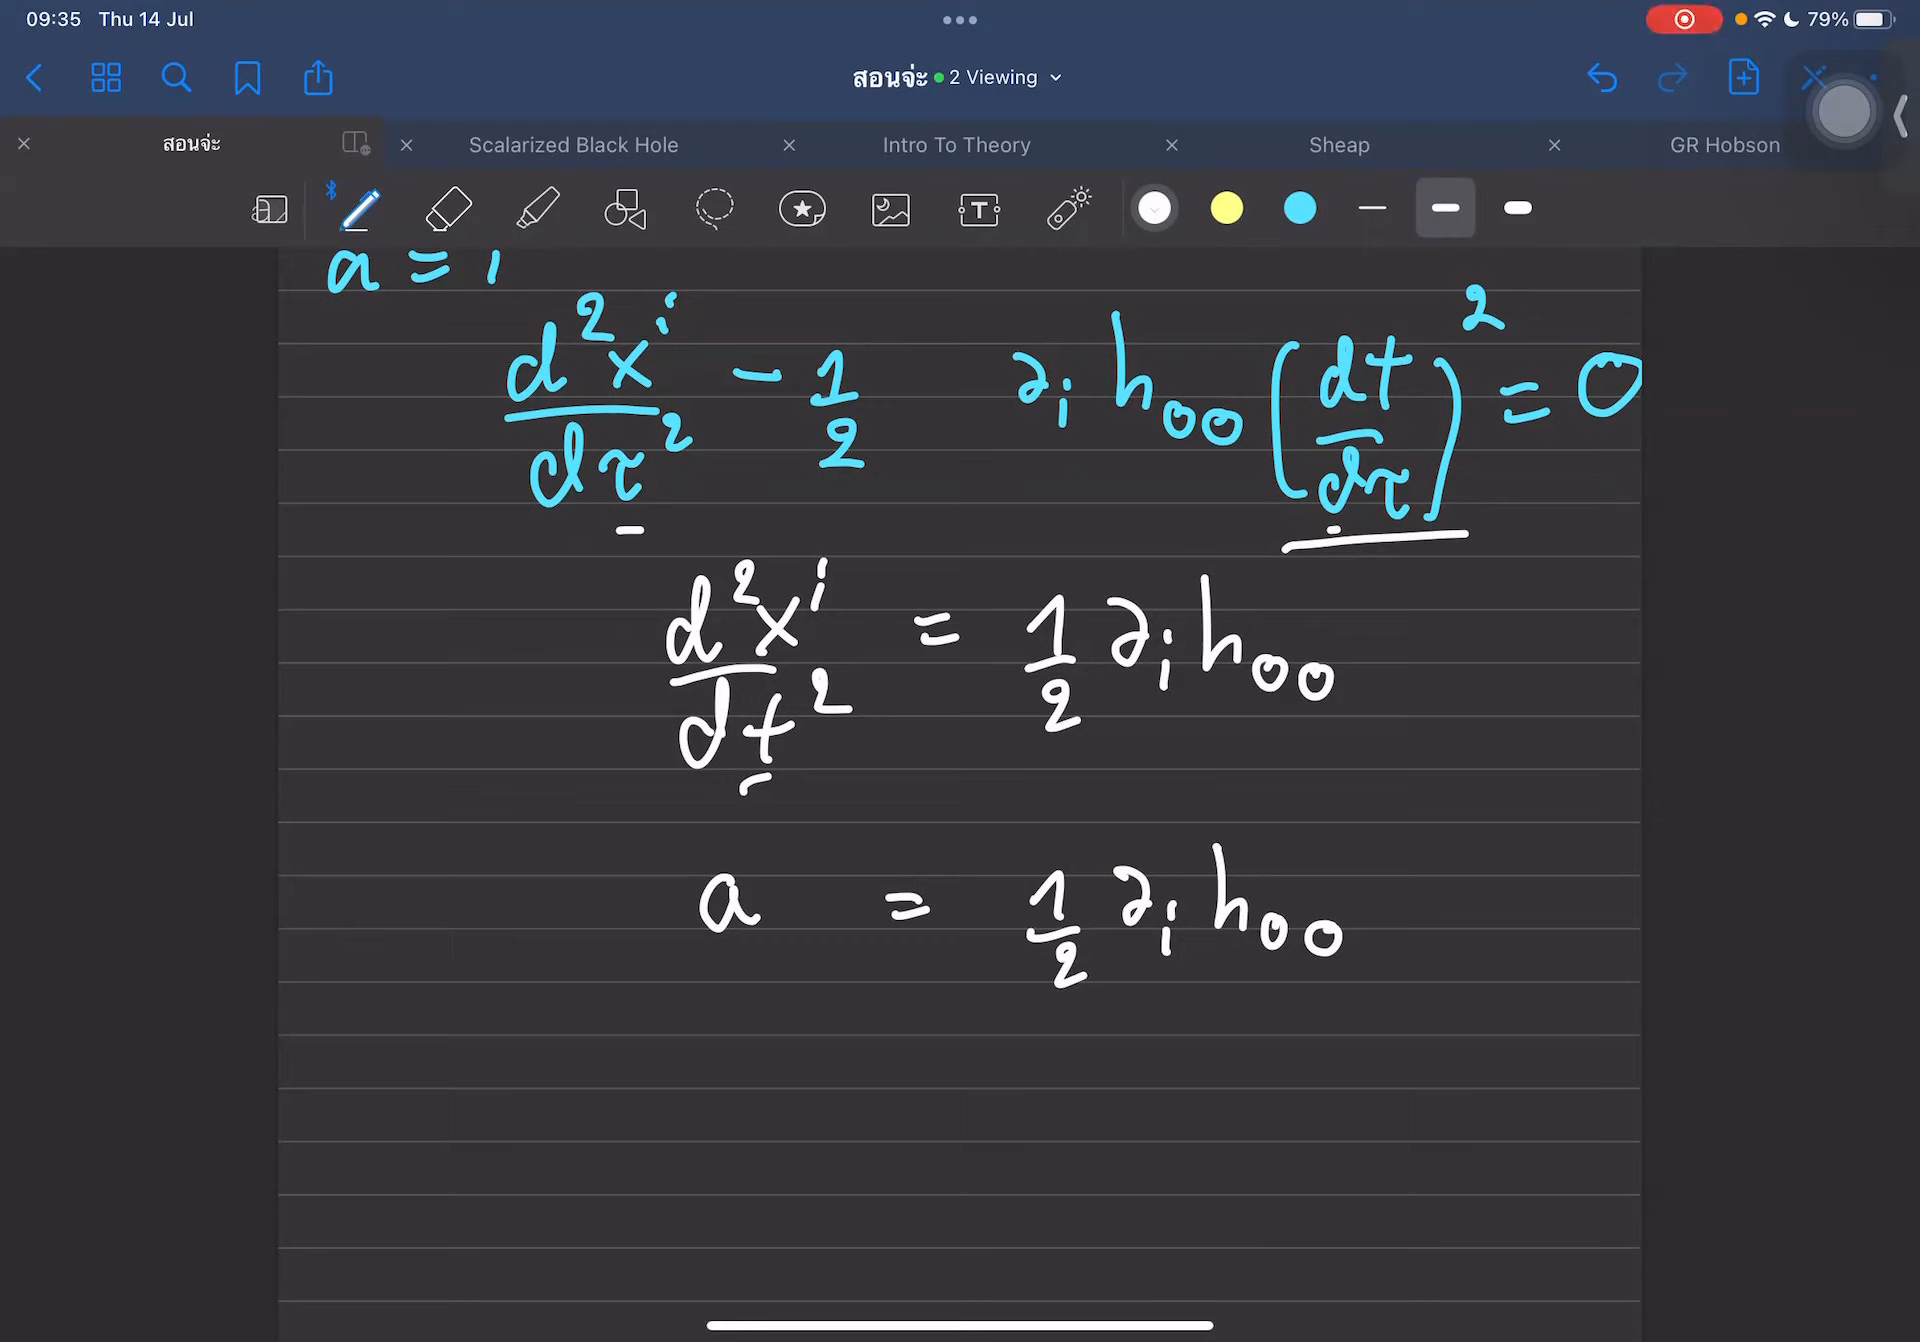 09:35 Thu 14 Jul 79%
สอนจ่ะ 2 Viewing
สอนจ่ะ Scalarized Black Hole Intro To Theory Sheap GR Hobson
T
a = i
d²xⁱ/dτ² - 1/2 ∂ᵢ h₀₀ (dt/dτ)² = 0
d²xⁱ/dt² = 1/2 ∂ᵢ h₀₀
a = 1/2 ∂ᵢ h₀₀